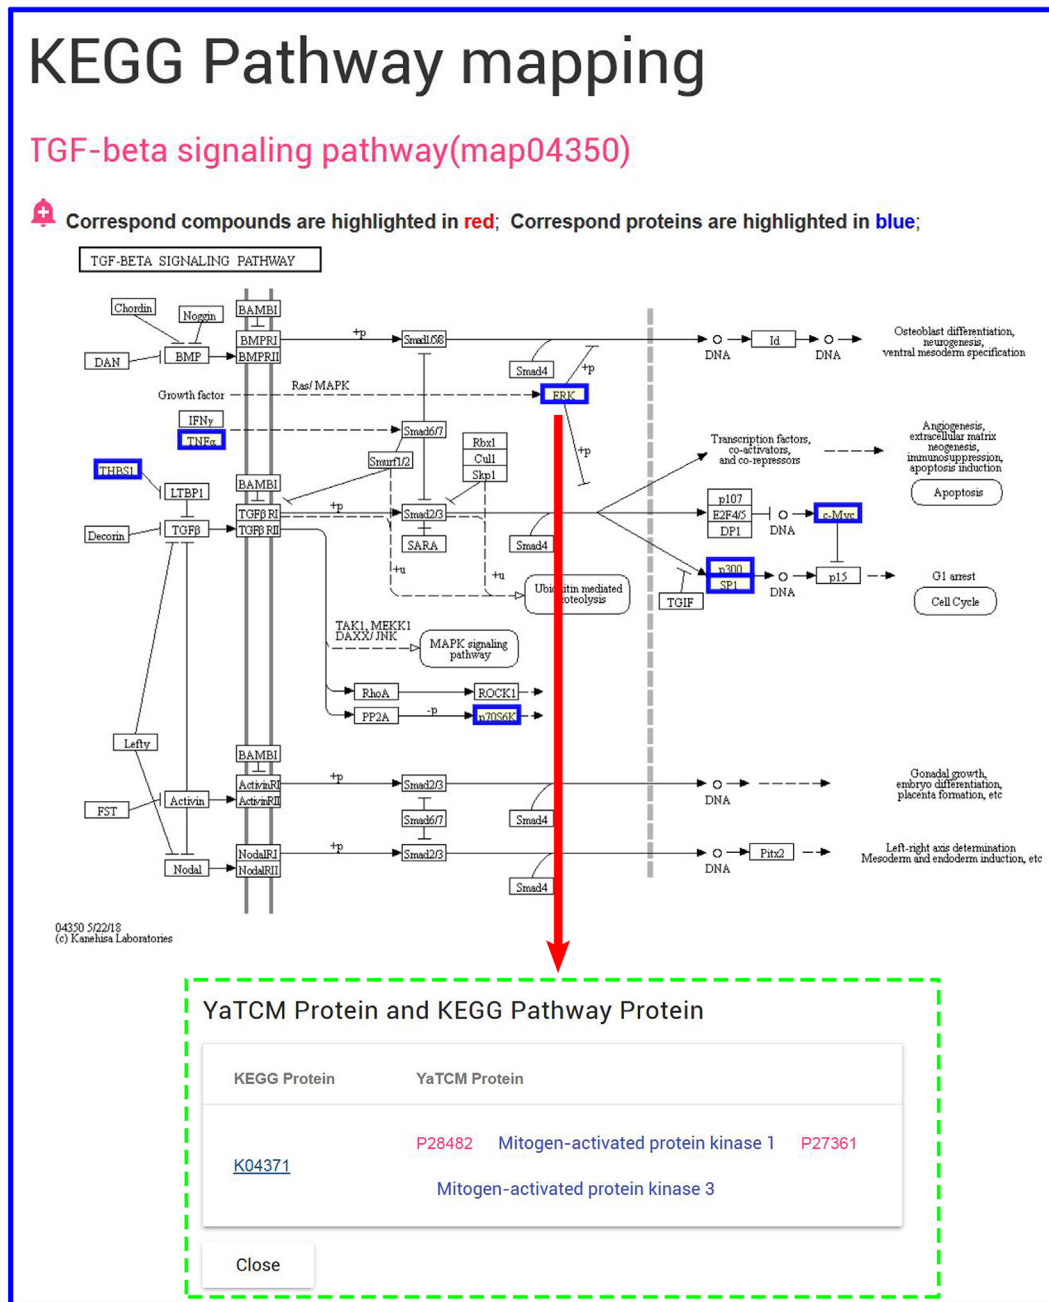 KEGG Pathway mapping
TGF-beta signaling pathway(map04350)
Correspond compounds are highlighted in red; Correspond proteins are highlighted in blue;
TGF-BETA SIGNALING PATHWAY
Chordin
Noggin
DAN
BMP
BAMBI
BMPRI
BMPRII
+p
Smad1/5/8
Smad4
DNA
Id
DNA
Osteoblast differentiation,
neurogenesis,
ventral mesoderm specification
Growth factor
Ras/ MAPK
ERK
+p
+p
IFNγ
TNFα
Smad6/7
Smurf1/2
Rbx1
Cul1
Skp1
Transcription factors,
co-activators,
and co-repressors
Angiogenesis,
extracellular matrix
neogenesis,
immunosuppression,
apoptosis induction
Apoptosis
THBS1
LTBP1
Decorin
TGFβ
BAMBI
TGFβ RI
TGFβ RII
+p
Smad2/3
SARA
Smad4
p107
E2F4/5
DP1
DNA
c-Myc
p300
SP1
TGIF
DNA
p15
G1 arrest
Cell Cycle
+u
+u
Ubiquitin mediated
proteolysis
TAK1, MEKK1
DAXX/ JNK
MAPK signaling
pathway
RhoA
ROCK1
PP2A
-p
p70S6K
Lefty
FST
Activin
BAMBI
ActivinRI
ActivinRII
+p
Smad2/3
Smad6/7
Smad4
DNA
Gonadal growth,
embryo differentiation,
placenta formation, etc
Nodal
NodalRI
NodalRII
+p
Smad2/3
Smad4
DNA
Pitx2
Left-right axis determination
Mesoderm and endoderm induction, etc
04350 5/22/18
(c) Kanehisa Laboratories
YaTCM Protein and KEGG Pathway Protein
KEGG Protein YaTCM Protein
K04371
P28482 Mitogen-activated protein kinase 1 P27361
Mitogen-activated protein kinase 3
Close